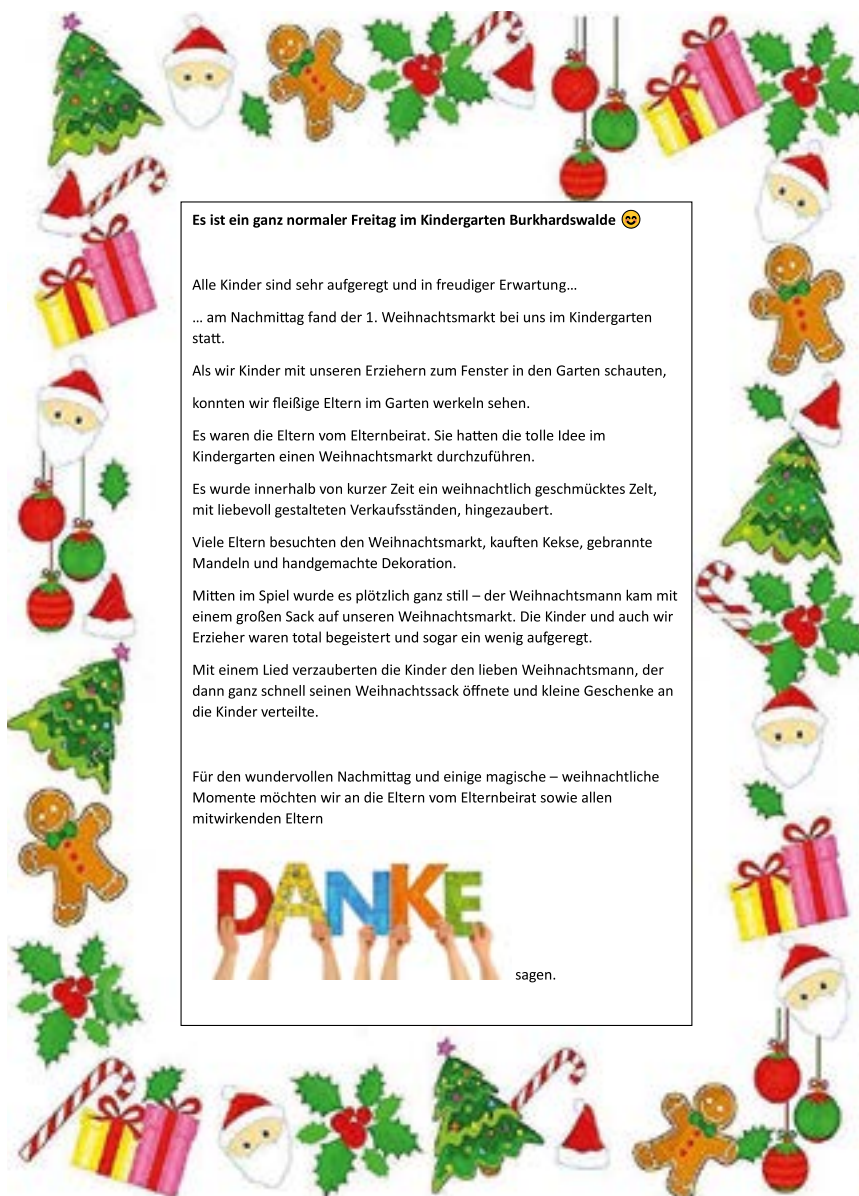 Es ist ein ganz normaler Freitag im Kindergarten Burkhardswalde 😊
Alle Kinder sind sehr aufgeregt und in freudiger Erwartung…
… am Nachmittag fand der 1. Weihnachtsmarkt bei uns im Kindergarten
statt.
Als wir Kinder mit unseren Erziehern zum Fenster in den Garten schauten,
konnten wir fleißige Eltern im Garten werkeln sehen.
Es waren die Eltern vom Elternbeirat. Sie hatten die tolle Idee im
Kindergarten einen Weihnachtsmarkt durchzuführen.
Es wurde innerhalb von kurzer Zeit ein weihnachtlich geschmücktes Zelt,
mit liebevoll gestalteten Verkaufsständen, hingezaubert.
Viele Eltern besuchten den Weihnachtsmarkt, kauften Kekse, gebrannte
Mandeln und handgemachte Dekoration.
Mitten im Spiel wurde es plötzlich ganz still – der Weihnachtsmann kam mit
einem großen Sack auf unseren Weihnachtsmarkt. Die Kinder und auch wir
Erzieher waren total begeistert und sogar ein wenig aufgeregt.
Mit einem Lied verzauberten die Kinder den lieben Weihnachtsmann, der
dann ganz schnell seinen Weihnachtssack öffnete und kleine Geschenke an
die Kinder verteilte.
Für den wundervollen Nachmittag und einige magische – weihnachtliche
Momente möchten wir an die Eltern vom Elternbeirat sowie allen
mitwirkenden Eltern
DANKE
sagen.